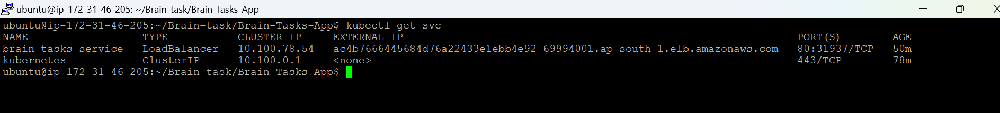 ubuntu@ip-172-31-46-205: ~/Brain-task/Brain-Tasks-App
ubuntu@ip-172-31-46-205:~/Brain-task/Brain-Tasks-App$ kubectl get svc
NAME TYPE CLUSTER-IP EXTERNAL-IP PORT(S) AGE
brain-tasks-service LoadBalancer 10.100.78.54 ac4b7666445684d76a22433e1ebb4e92-69994001.ap-south-1.elb.amazonaws.com 80:31937/TCP 50m
kubernetes ClusterIP 10.100.0.1 <none> 443/TCP 78m
ubuntu@ip-172-31-46-205:~/Brain-task/Brain-Tasks-App$